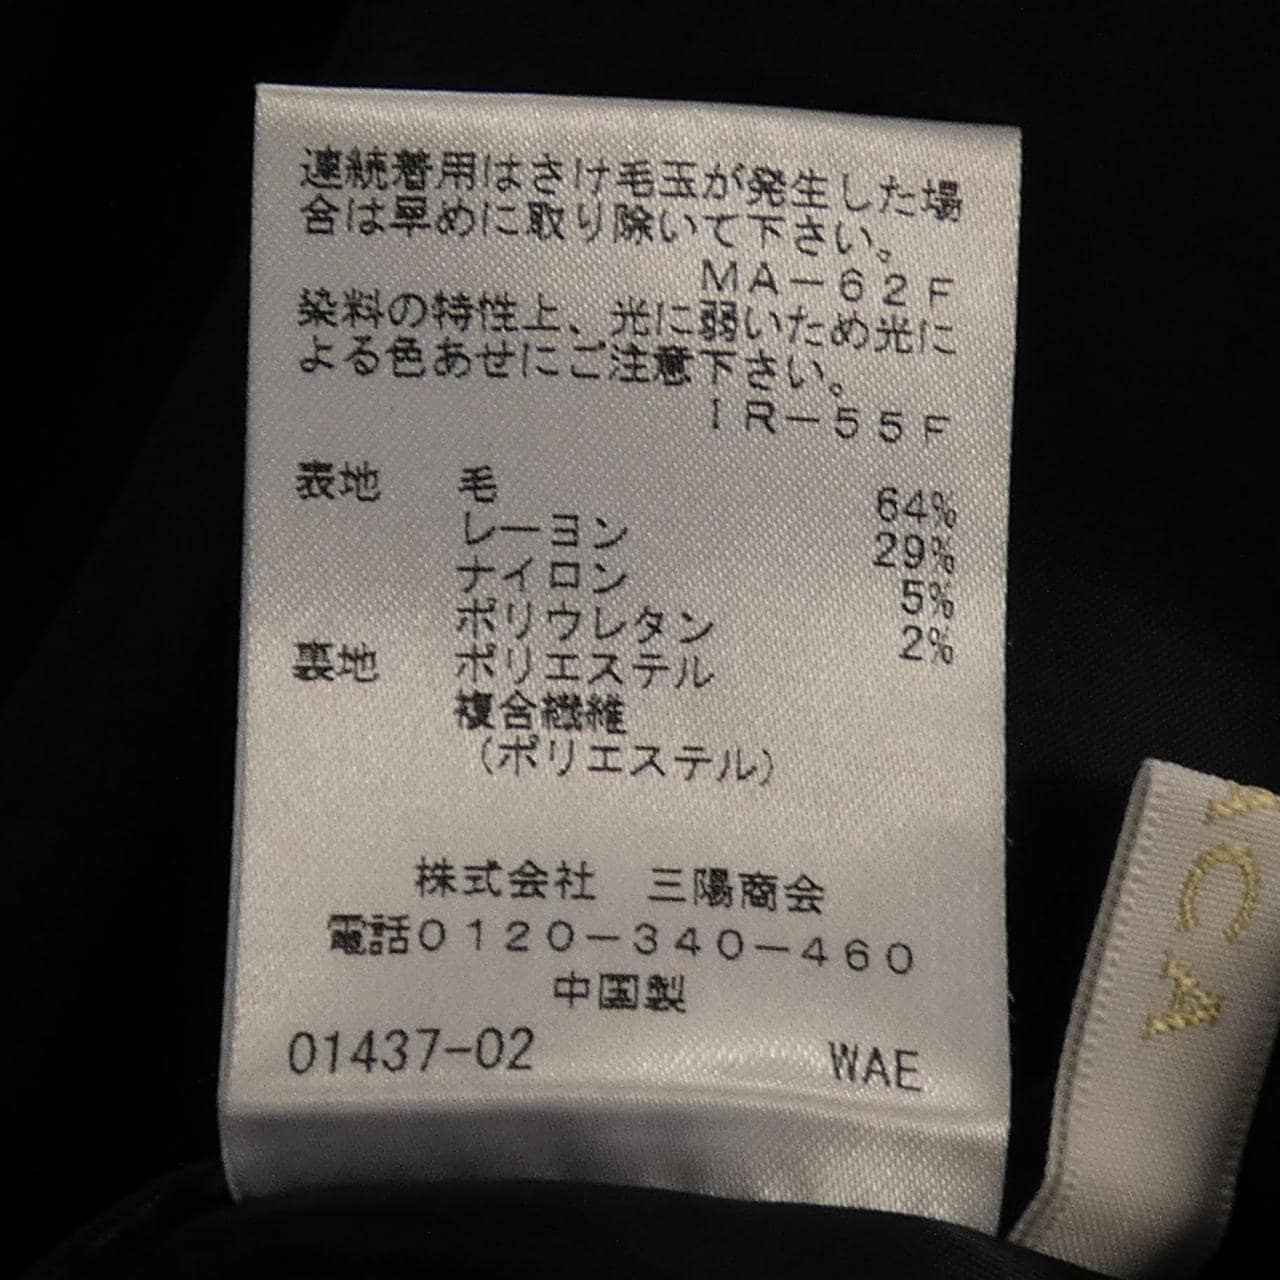 連続着用はさけ毛玉が発生した場
合は早めに取り除いて下さい。
MA-62F
染料の特性上、光に弱いため光に
よる色あせにご注意下さい。
IR-55F
表地 毛 64%
レーヨン 29%
ナイロン 5%
ポリウレタン 2%
裏地 ポリエステル
複合繊維
(ポリエステル)
株式会社 三陽商会
電話0120-340-460
中国製
01437-02 WAE
CA